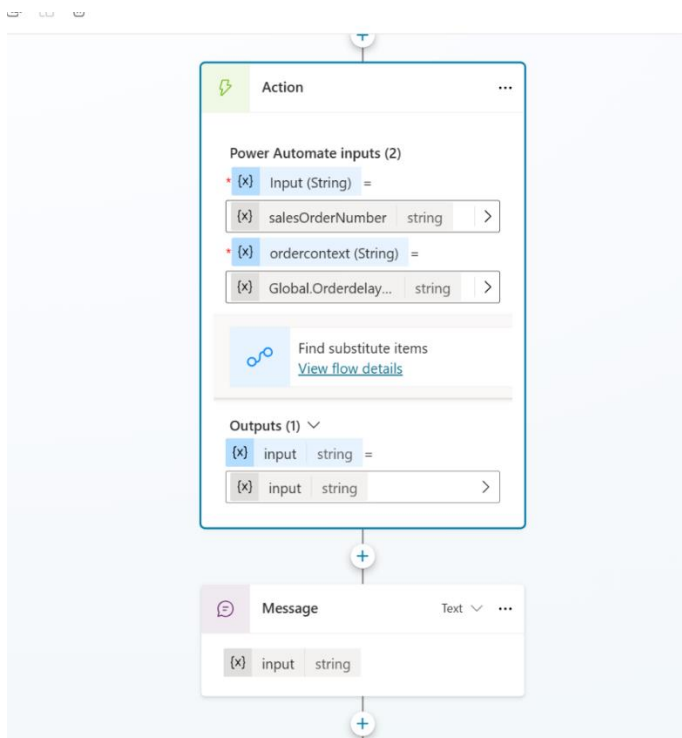 Action
Power Automate inputs (2)
* {x} Input (String) =
{x} salesOrderNumber string
* {x} ordercontext (String) =
{x} Global.Orderdelay... string
Find substitute items
View flow details
Outputs (1)
{x} input string =
{x} input string
Message Text
{x} input string